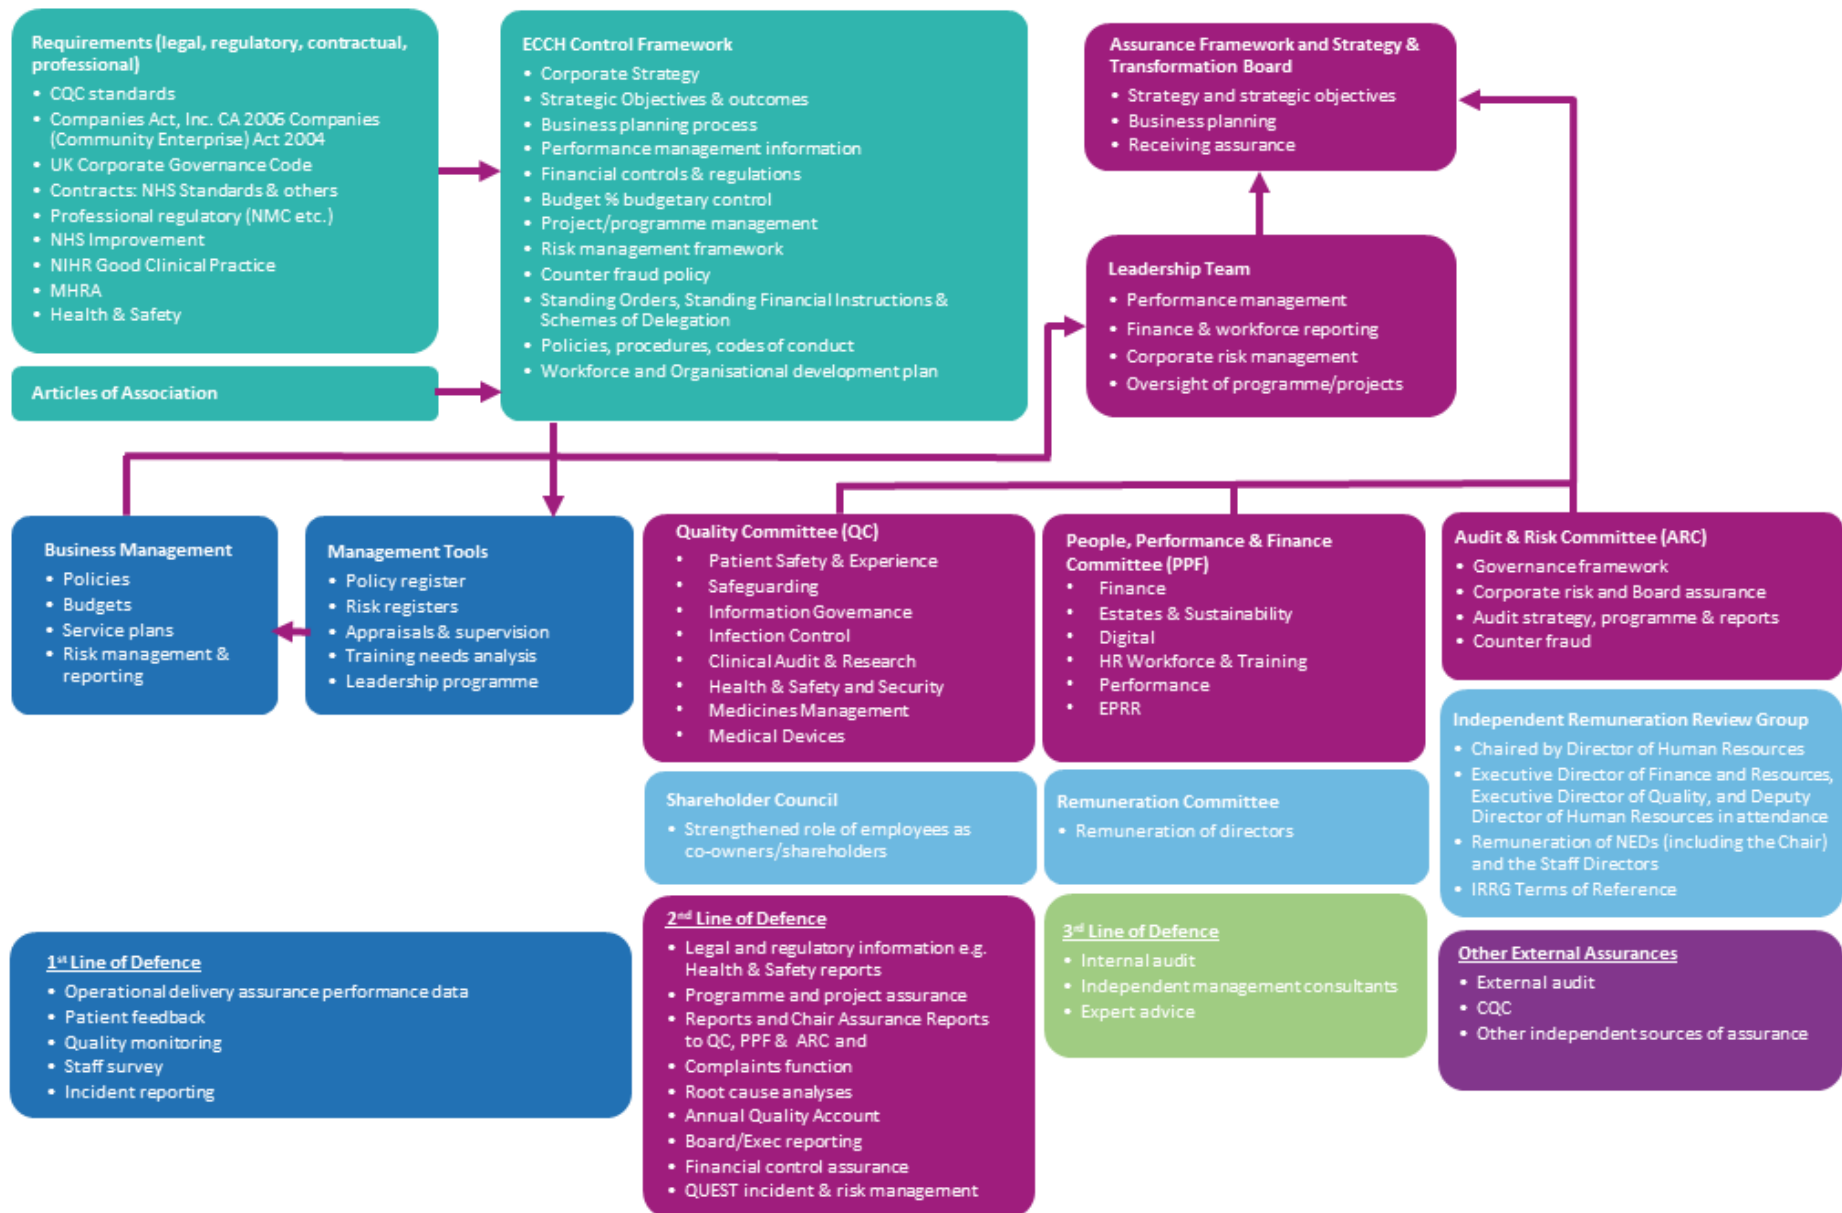 Requirements (legal, regulatory, contractual,
professional)
• CQC standards
• Companies Act, Inc. CA 2006 Companies
(Community Enterprise) Act 2004
• UK Corporate Governance Code
• Contracts: NHS Standards & others
• Professional regulatory (NMC etc.)
• NHS Improvement
• NIHR Good Clinical Practice
• MHRA
• Health & Safety
Articles of Association
ECCH Control Framework
• Corporate Strategy
• Strategic Objectives & outcomes
• Business planning process
• Performance management information
• Financial controls & regulations
• Budget % budgetary control
• Project/programme management
• Risk management framework
• Counter fraud policy
• Standing Orders, Standing Financial Instructions &
Schemes of Delegation
• Policies, procedures, codes of conduct
• Workforce and Organisational development plan
Assurance Framework and Strategy &
Transformation Board
• Strategy and strategic objectives
• Business planning
• Receiving assurance
Leadership Team
• Performance management
• Finance & workforce reporting
• Corporate risk management
• Oversight of programme/projects
Business Management
• Policies
• Budgets
• Service plans
• Risk management &
reporting
Management Tools
• Policy register
• Risk registers
• Appraisals & supervision
• Training needs analysis
• Leadership programme
Quality Committee (QC)
• Patient Safety & Experience
• Safeguarding
• Information Governance
• Infection Control
• Clinical Audit & Research
• Health & Safety and Security
• Medicines Management
• Medical Devices
People, Performance & Finance
Committee (PPF)
• Finance
• Estates & Sustainability
• Digital
• HR Workforce & Training
• Performance
• EPRR
Audit & Risk Committee (ARC)
• Governance framework
• Corporate risk and Board assurance
• Audit strategy, programme & reports
• Counter fraud
Shareholder Council
• Strengthened role of employees as
co-owners/shareholders
Remuneration Committee
• Remuneration of directors
Independent Remuneration Review Group
• Chaired by Director of Human Resources
• Executive Director of Finance and Resources,
Executive Director of Quality, and Deputy
Director of Human Resources in attendance
• Remuneration of NEDs (including the Chair)
and the Staff Directors
• IRRG Terms of Reference
1st Line of Defence
• Operational delivery assurance performance data
• Patient feedback
• Quality monitoring
• Staff survey
• Incident reporting
2nd Line of Defence
• Legal and regulatory information e.g.
Health & Safety reports
• Programme and project assurance
• Reports and Chair Assurance Reports
to QC, PPF & ARC and
• Complaints function
• Root cause analyses
• Annual Quality Account
• Board/Exec reporting
• Financial control assurance
• QUEST incident & risk management
3rd Line of Defence
• Internal audit
• Independent management consultants
• Expert advice
Other External Assurances
• External audit
• CQC
• Other independent sources of assurance